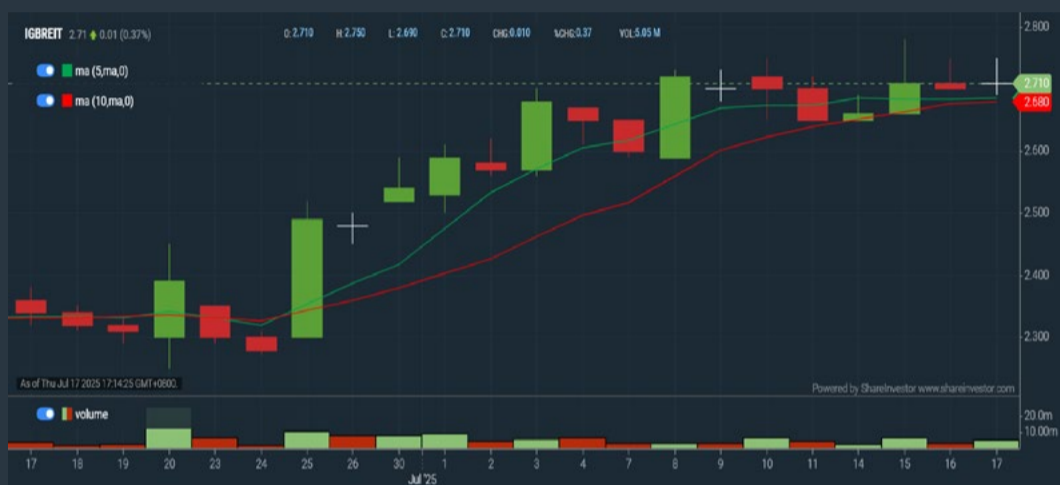 IGBREIT 2.71 0.01 (0.37%) O: 2.710 H: 2.750 L: 2.690 C: 2.710 CHG:0.010 %CHG:0.37 VOL:5.05 M
ma (5,ma,0)
ma (10,ma,0)
2.800
2.710
2.680
2.600
2.500
2.400
2.300
As of Thu Jul 17 2025 17:14:25 GMT+0800.
Powered by ShareInvestor www.shareinvestor.com
volume
20.0m
10.00m
17 18 19 20 23 24 25 26 30 1 2 3 4 7 8 9 10 11 14 15 16 17
Jul '25